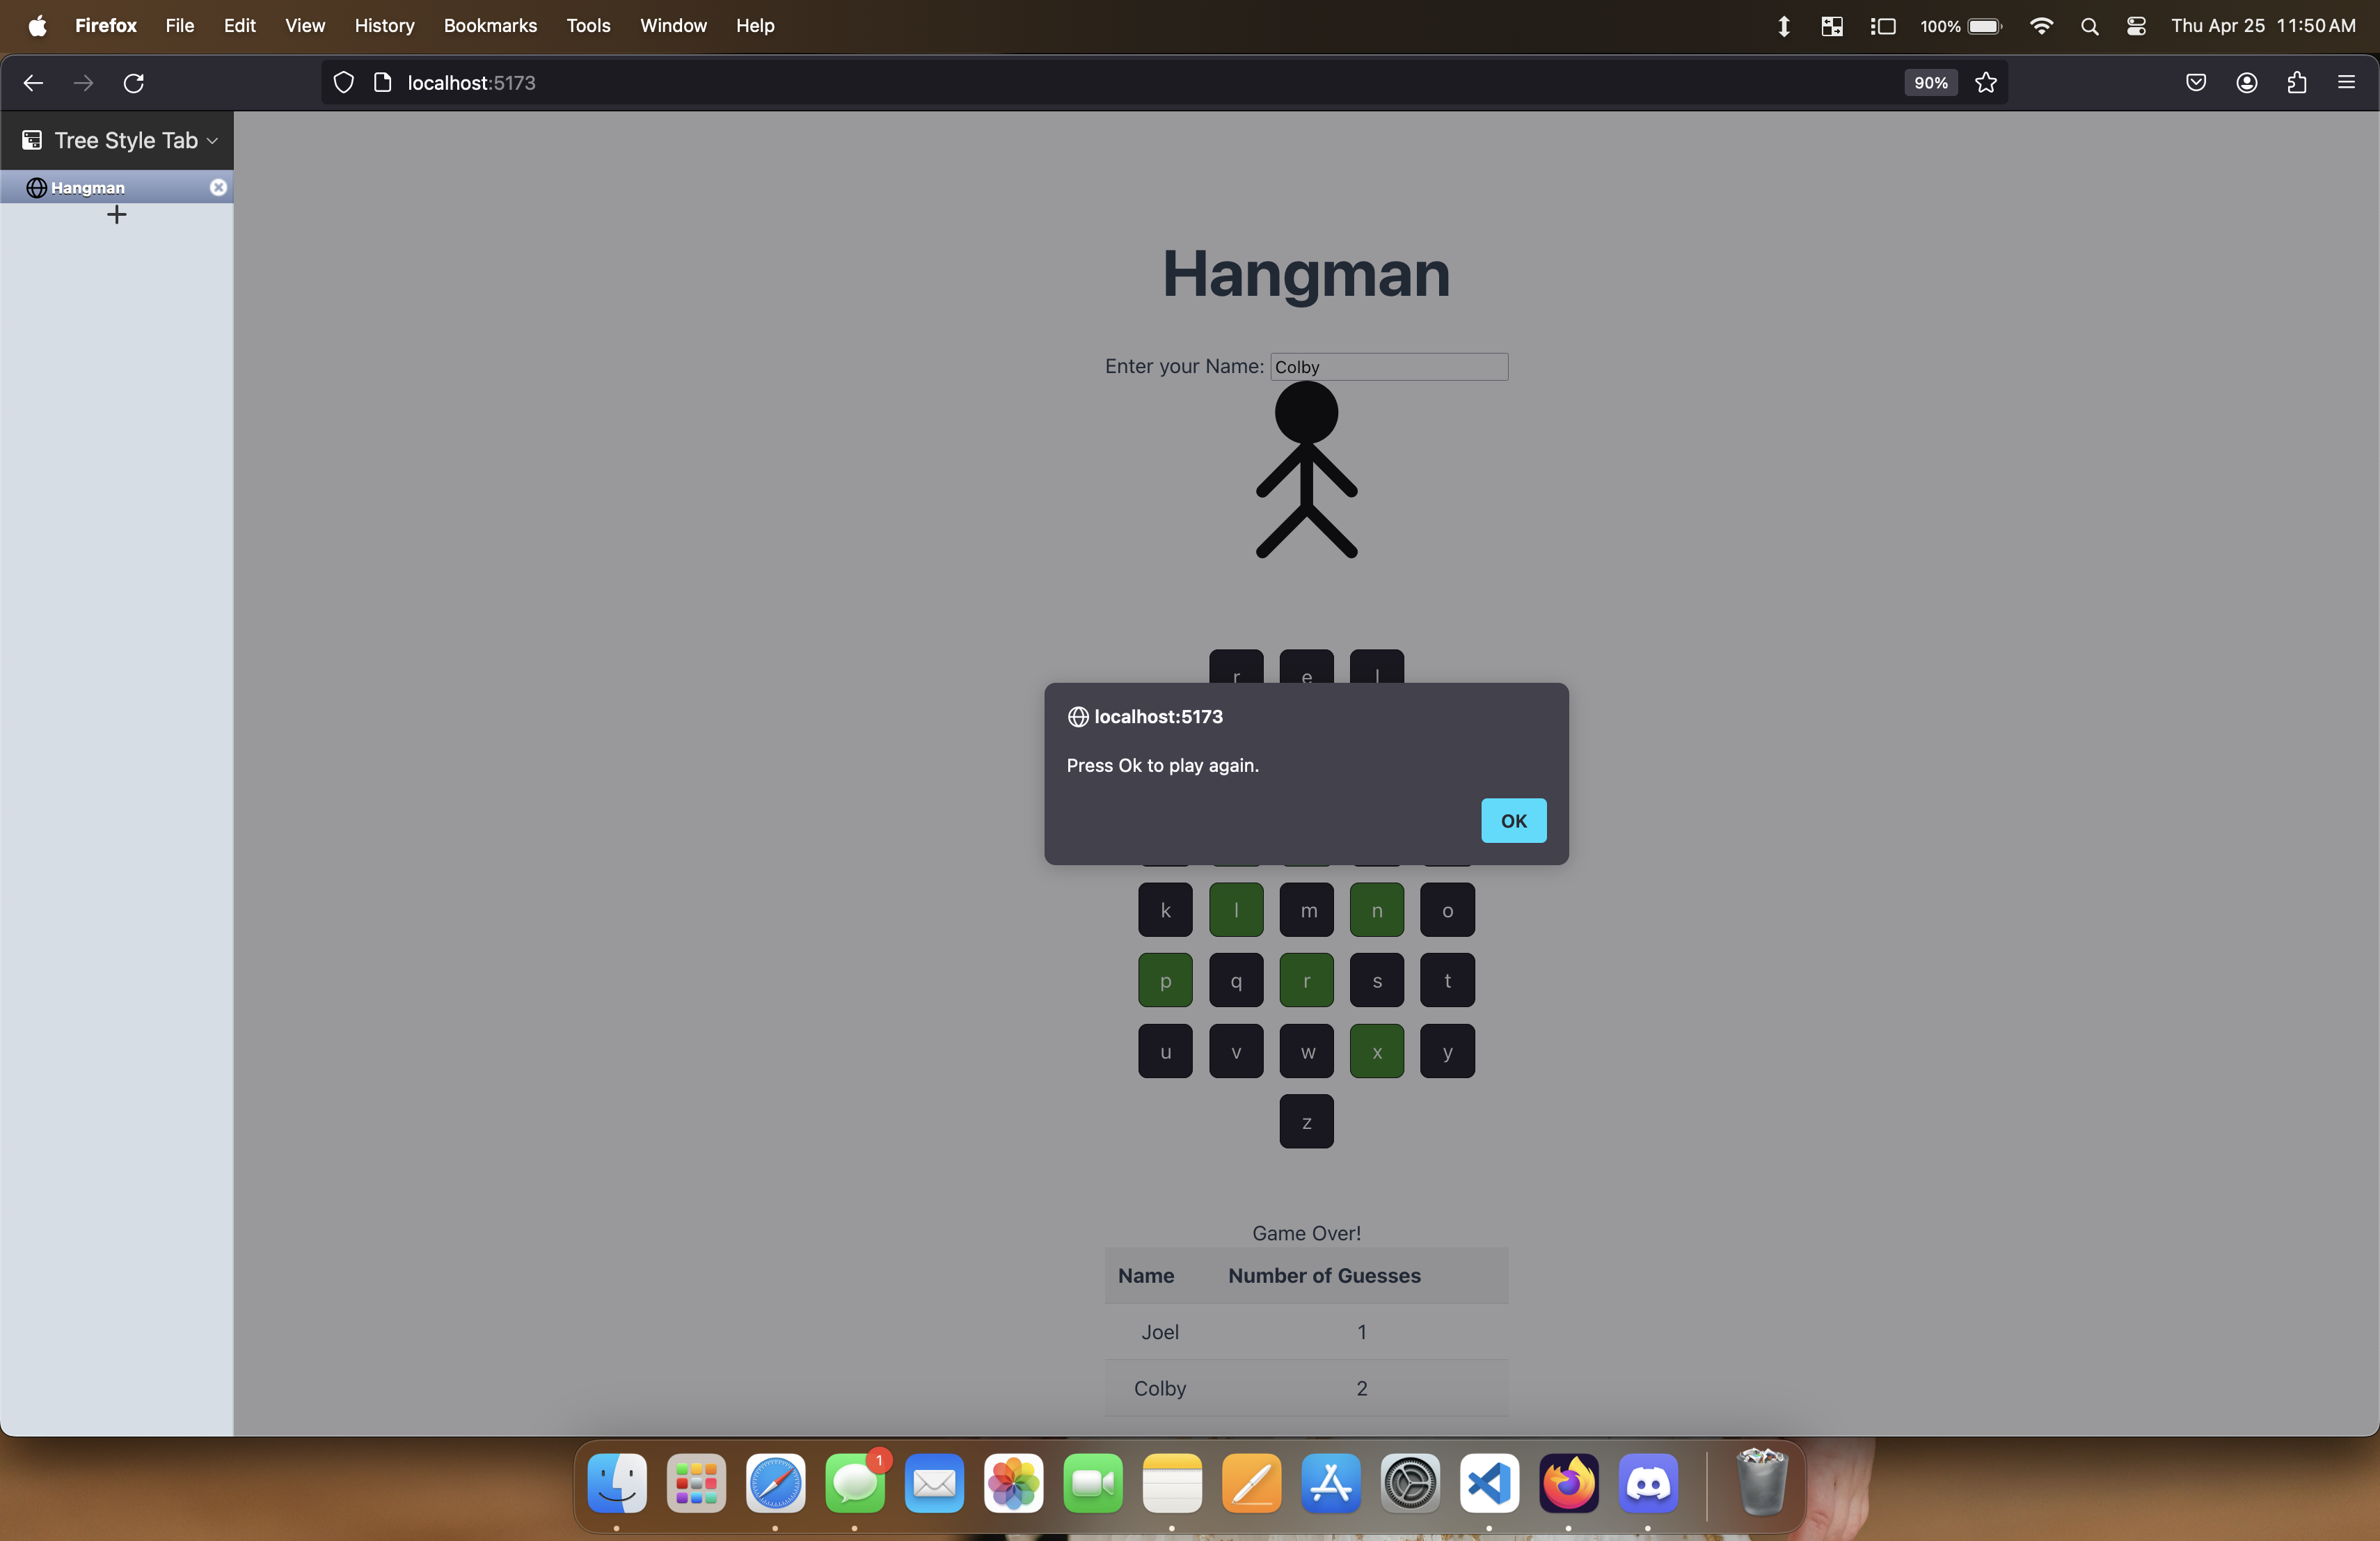 Firefox File Edit View History Bookmarks Tools Window Help 100% Thu Apr 25 11:50 AM
localhost:5173 90%
Tree Style Tab
Hangman
Hangman
Enter your Name: Colby
r e l
localhost:5173
Press Ok to play again.
OK
k l m n o
p q r s t
u v w x y
z
Game Over!
Name Number of Guesses
Joel 1
Colby 2
1